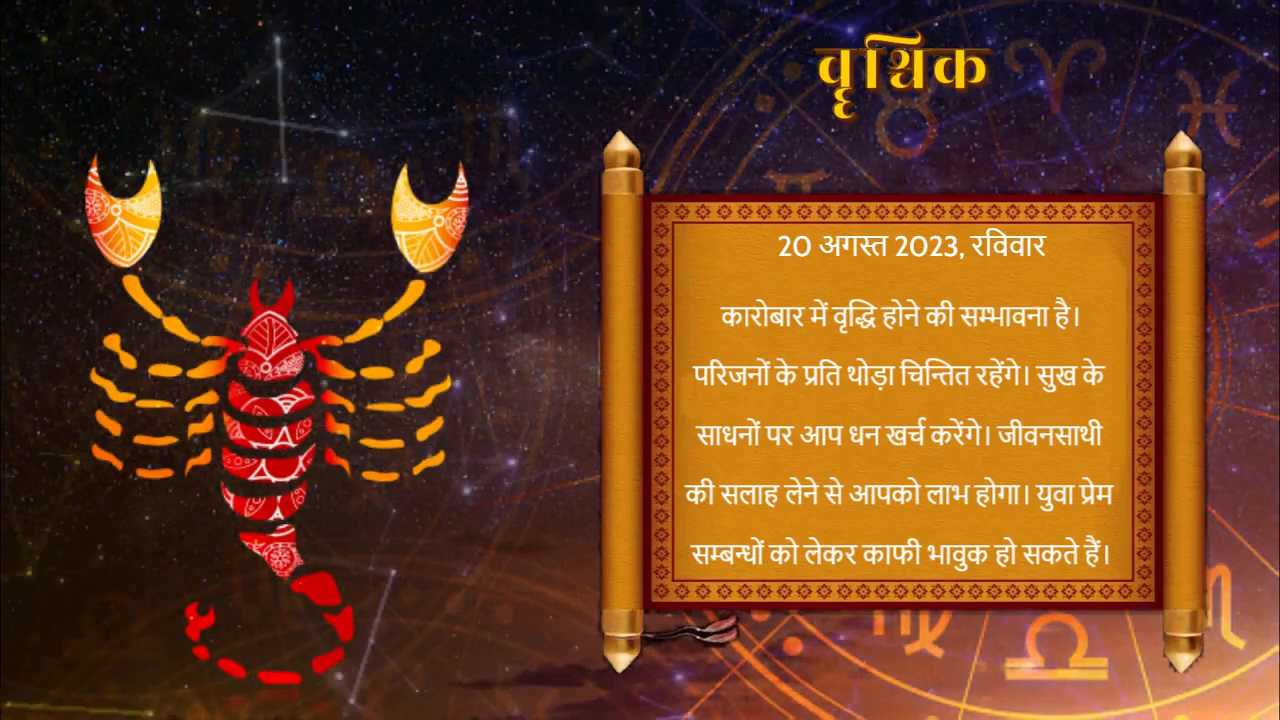 वृश्चिक
20 अगस्त 2023, रविवार
कारोबार में वृद्धि होने की सम्भावना है।
परिजनों के प्रति थोड़ा चिन्तित रहेंगे। सुख के
साधनों पर आप धन खर्च करेंगे। जीवनसाथी
की सलाह लेने से आपको लाभ होगा। युवा प्रेम
सम्बन्धों को लेकर काफी भावुक हो सकते हैं।